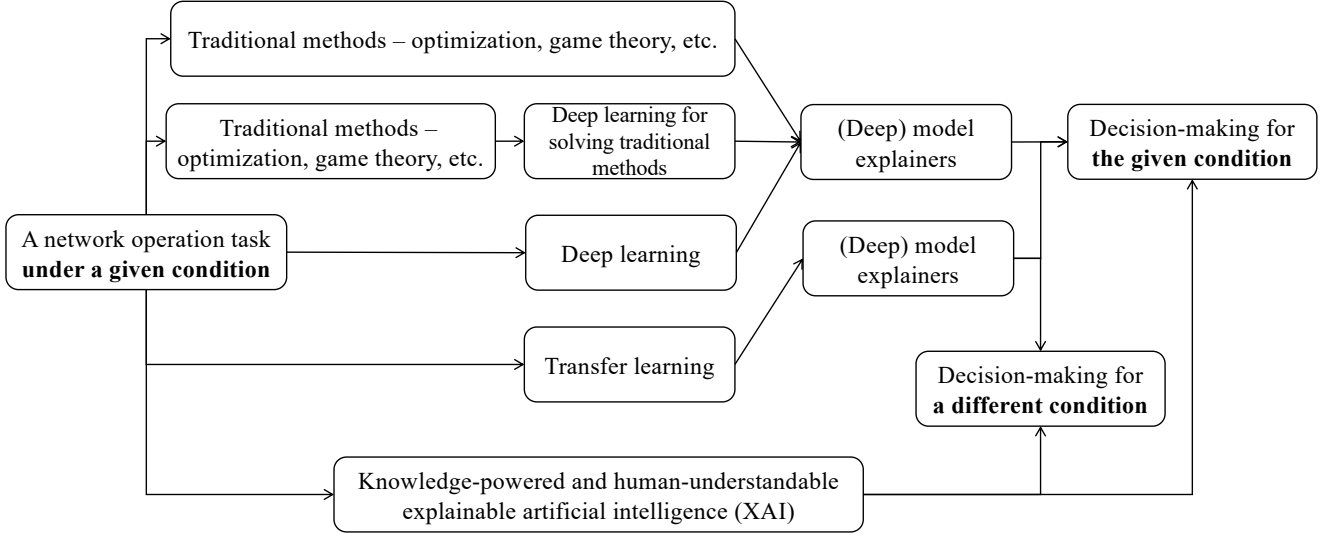 Traditional methods – optimization, game theory, etc.
Traditional methods –
optimization, game theory, etc.
Deep learning for
solving traditional
methods
(Deep) model
explainers
Decision-making for
the given condition
A network operation task
under a given condition
Deep learning
(Deep) model
explainers
Transfer learning
Decision-making for
a different condition
Knowledge-powered and human-understandable
explainable artificial intelligence (XAI)